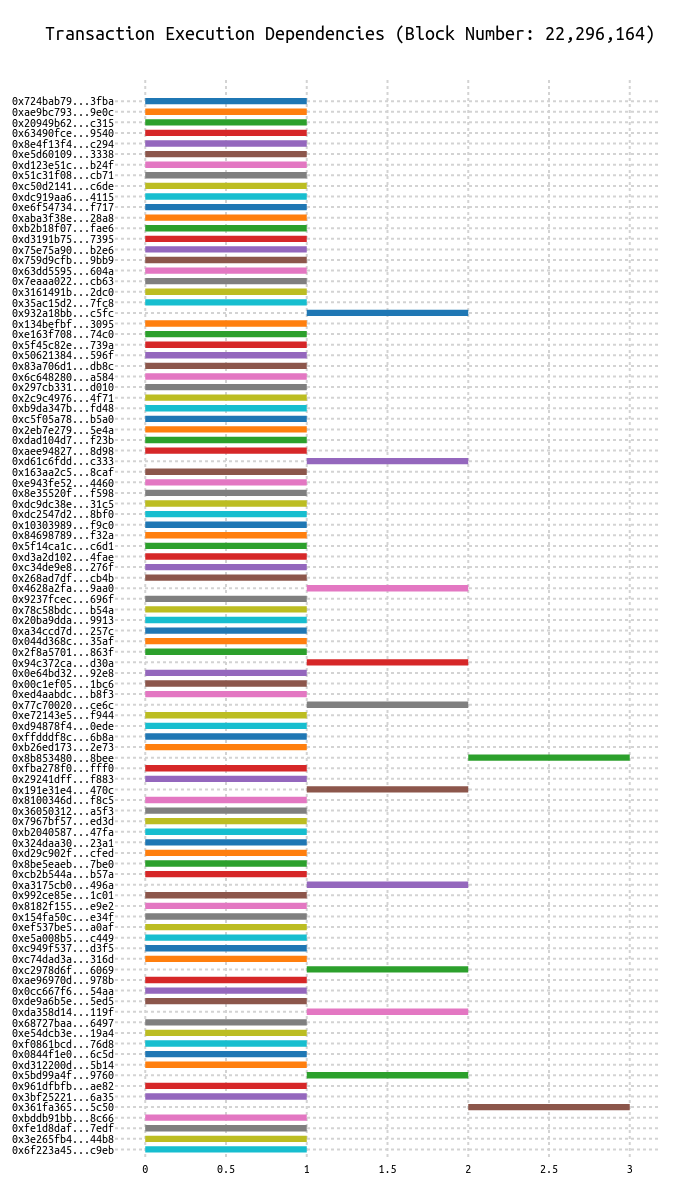 Transaction Execution Dependencies (Block Number: 22,296,164)
0x724bab79...3fba
0xae9bc793...9e0c
0x20949b62...c315
0x63490fce...9540
0x8e4f13f4...c294
0xe5d60109...3338
0xd123e51c...b24f
0x51c31f08...cb71
0xc50d2141...c6de
0xdc919aa6...4115
0xe6f54734...f717
0xaba3f38e...28a8
0xb2b18f07...fae6
0xd3191b75...7395
0x75e75a90...b2e6
0x759d9cfb...9bb9
0x63dd5595...604a
0x7eaaa022...cb63
0x3161491b...2dc0
0x35ac15d2...7fc8
0x932a18bb...c5fc
0x134befbf...3095
0xe163f708...74c0
0x5f45c82e...739a
0x50621384...596f
0x83a706d1...db8c
0x6c648280...a584
0x297cb331...d010
0x2c9c4976...4f71
0xb9da347b...fd48
0xc5f05a78...b5a0
0x2eb7e279...5e4a
0xdad104d7...f23b
0xaee94827...8d98
0xd61c6fdd...c333
0x163aa2c5...8caf
0xe943fe52...4460
0x8e35520f...f598
0xdc9dc38e...31c5
0xdc2547d2...8bf0
0x10303989...f9c0
0x84698789...f32a
0x5f14ca1c...c6d1
0xd3a2d102...4fae
0xc34de9e8...276f
0x268ad7df...cb4b
0x4628a2fa...9aa0
0x9237fcec...696f
0x78c58bdc...b54a
0x20ba9dda...9913
0xa34ccd7d...257c
0x044d368c...35af
0x2f8a5701...863f
0x94c372ca...d30a
0x0e64bd32...92e8
0x00c1ef05...1bc6
0xed4aabdc...b8f3
0x77c70020...ce6c
0xe72143e5...f944
0xd94878f4...0ede
0xffdddf8c...6b8a
0xb26ed173...2e73
0x8b853480...8bee
0xfba278f0...fff0
0x29241dff...f883
0x191e31e4...470c
0x8100346d...f8c5
0x36050312...a5f3
0x7967bf57...ed3d
0xb2040587...47fa
0x324daa30...23a1
0xd29c902f...cfed
0x8be5eaeb...7be0
0xcb2b544a...b57a
0xa3175cb0...496a
0x992ce85e...1c01
0x8182f155...e9e2
0x154fa50c...e34f
0xef537be5...a0af
0xe5a008b5...c449
0xc949f537...d3f5
0xc74dad3a...316d
0xc2978d6f...6069
0xae96970d...978b
0x0cc667f6...54aa
0xde9a6b5e...5ed5
0xda358d14...119f
0x68727baa...6497
0xe54dcb3e...19a4
0xf0861bcd...76d8
0x0844f1e0...6c5d
0xd312200d...5b14
0x5bd99a4f...9760
0x961dfbfb...ae82
0x3bf25221...6a35
0x361fa365...5c50
0xbddb91bb...8c66
0xfe1d8daf...7edf
0x3e265fb4...44b8
0x6f223a45...c9eb
0 0.5 1 1.5 2 2.5 3